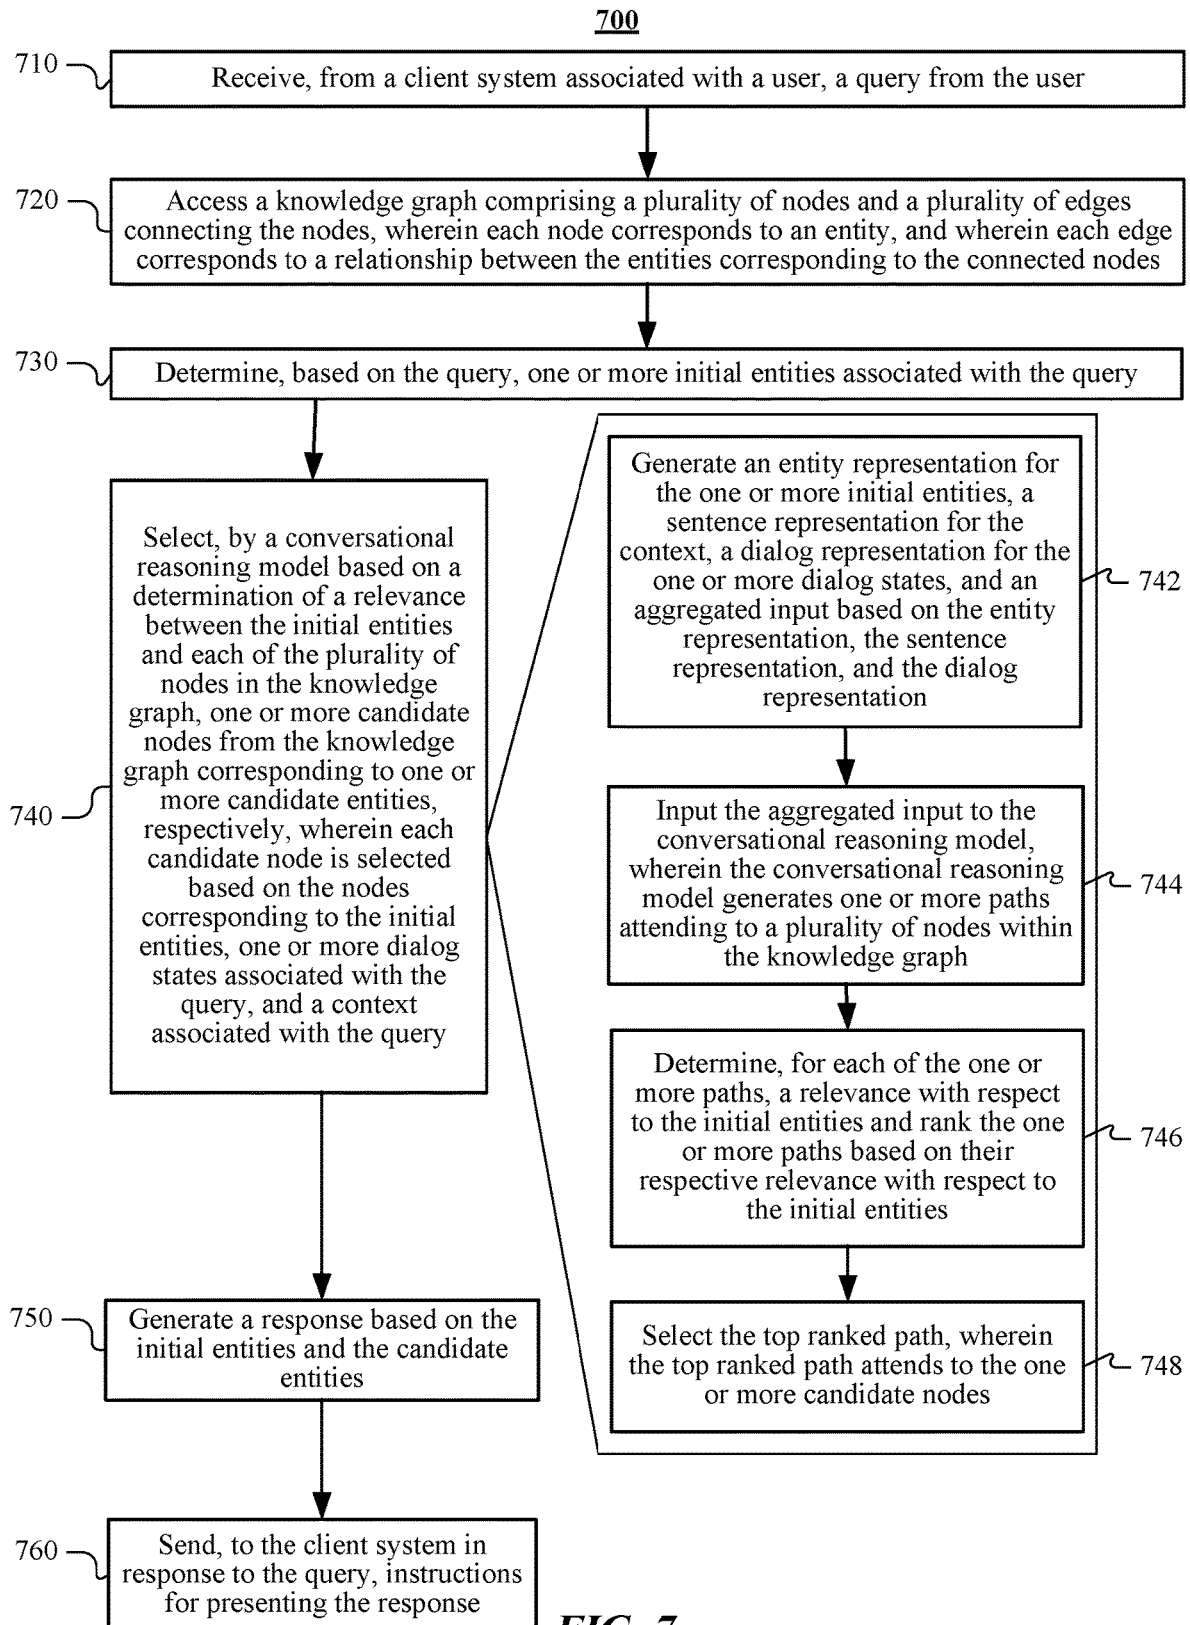 700
710
Receive, from a client system associated with a user, a query from the user
720
Access a knowledge graph comprising a plurality of nodes and a plurality of edges
connecting the nodes, wherein each node corresponds to an entity, and wherein each edge
corresponds to a relationship between the entities corresponding to the connected nodes
730
Determine, based on the query, one or more initial entities associated with the query
740
Select, by a conversational
reasoning model based on a
determination of a relevance
between the initial entities
and each of the plurality of
nodes in the knowledge
graph, one or more candidate
nodes from the knowledge
graph corresponding to one or
more candidate entities,
respectively, wherein each
candidate node is selected
based on the nodes
corresponding to the initial
entities, one or more dialog
states associated with the
query, and a context
associated with the query
Generate an entity representation for
the one or more initial entities, a
sentence representation for the
context, a dialog representation for the
one or more dialog states, and an
aggregated input based on the entity
representation, the sentence
representation, and the dialog
representation
742
Input the aggregated input to the
conversational reasoning model,
wherein the conversational reasoning
model generates one or more paths
attending to a plurality of nodes within
the knowledge graph
744
Determine, for each of the one or
more paths, a relevance with respect
to the initial entities and rank the one
or more paths based on their
respective relevance with respect to
the initial entities
746
Select the top ranked path, wherein
the top ranked path attends to the one
or more candidate nodes
748
750
Generate a response based on the
initial entities and the candidate
entities
760
Send, to the client system in
response to the query, instructions
for presenting the response
FIG. 7